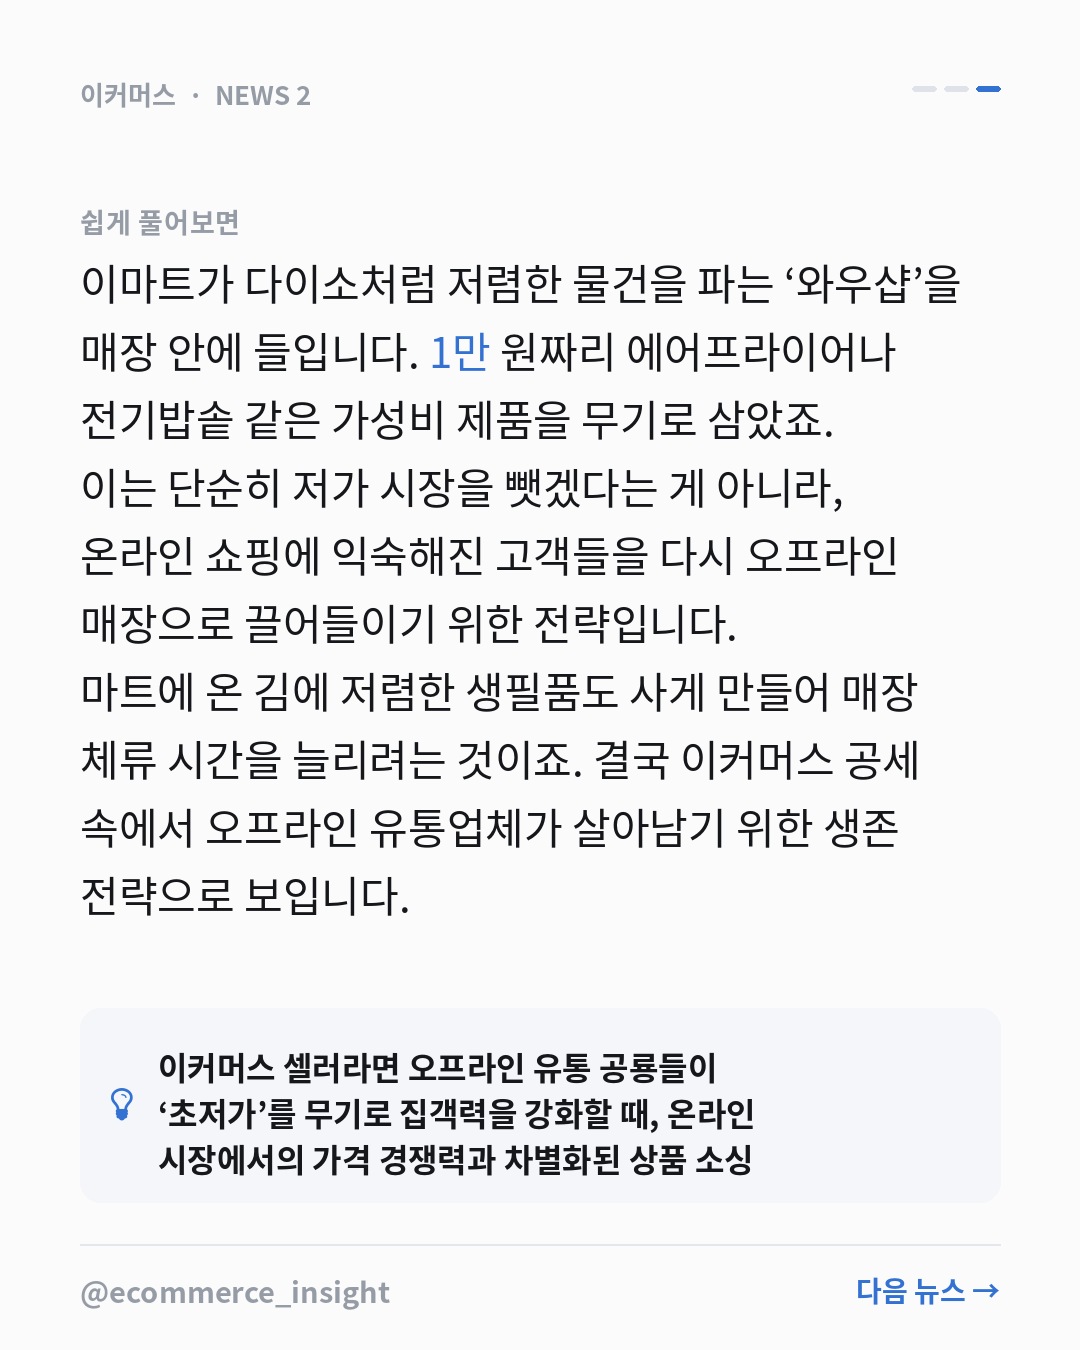 이커머스 · NEWS 2
쉽게 풀어보면
이마트가 다이소처럼 저렴한 물건을 파는 ‘와우샵’을
매장 안에 들입니다. 1만 원짜리 에어프라이어나
전기밥솥 같은 가성비 제품을 무기로 삼았죠.
이는 단순히 저가 시장을 뺏겠다는 게 아니라,
온라인 쇼핑에 익숙해진 고객들을 다시 오프라인
매장으로 끌어들이기 위한 전략입니다.
마트에 온 김에 저렴한 생필품도 사게 만들어 매장
체류 시간을 늘리려는 것이죠. 결국 이커머스 공세
속에서 오프라인 유통업체가 살아남기 위한 생존
전략으로 보입니다.
이커머스 셀러라면 오프라인 유통 공룡들이
‘초저가’를 무기로 집객력을 강화할 때, 온라인
시장에서의 가격 경쟁력과 차별화된 상품 소싱
@ecommerce_insight
다음 뉴스 →